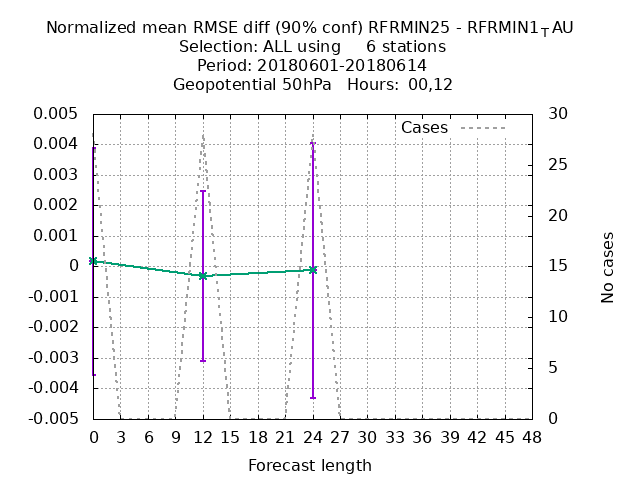 Normalized mean RMSE diff (90% conf) RFRMIN25 - RFRMIN1_TAU
Selection: ALL using 6 stations
Period: 20180601-20180614
Geopotential 50hPa Hours: 00,12
Cases
0.005
0.004
0.003
0.002
0.001
0
-0.001
-0.002
-0.003
-0.004
-0.005
30
25
20
15
10
5
0
No cases
0 3 6 9 12 15 18 21 24 27 30 33 36 39 42 45 48
Forecast length